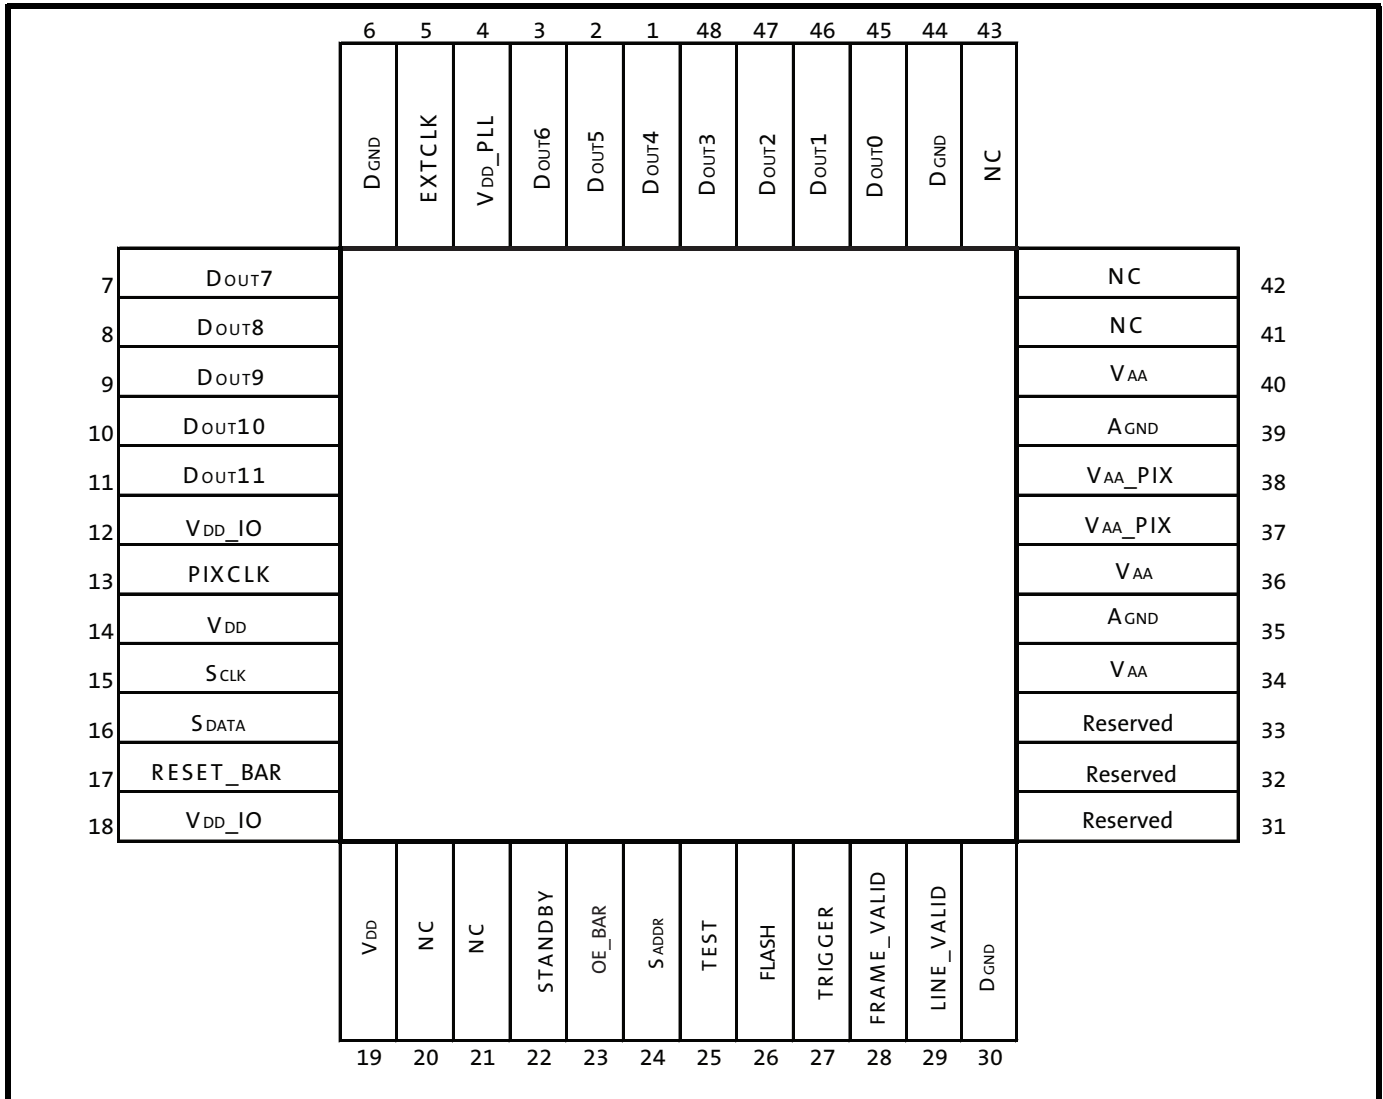 6 5 4 3 2 1 48 47 46 45 44 43
DGND
EXTCLK
VDD_PLL
DOUT6
DOUT5
DOUT4
DOUT3
DOUT2
DOUT1
DOUT0
DGND
NC
7 DOUT7
8 DOUT8
9 DOUT9
10 DOUT10
11 DOUT11
12 VDD_IO
13 PIXCLK
14 VDD
15 SCLK
16 SDATA
17 RESET_BAR
18 VDD_IO
NC 42
NC 41
VAA 40
AGND 39
VAA_PIX 38
VAA_PIX 37
VAA 36
AGND 35
VAA 34
Reserved 33
Reserved 32
Reserved 31
VDD
NC
NC
STANDBY
OE_BAR
SADDR
TEST
FLASH
TRIGGER
FRAME_VALID
LINE_VALID
DGND
19 20 21 22 23 24 25 26 27 28 29 30